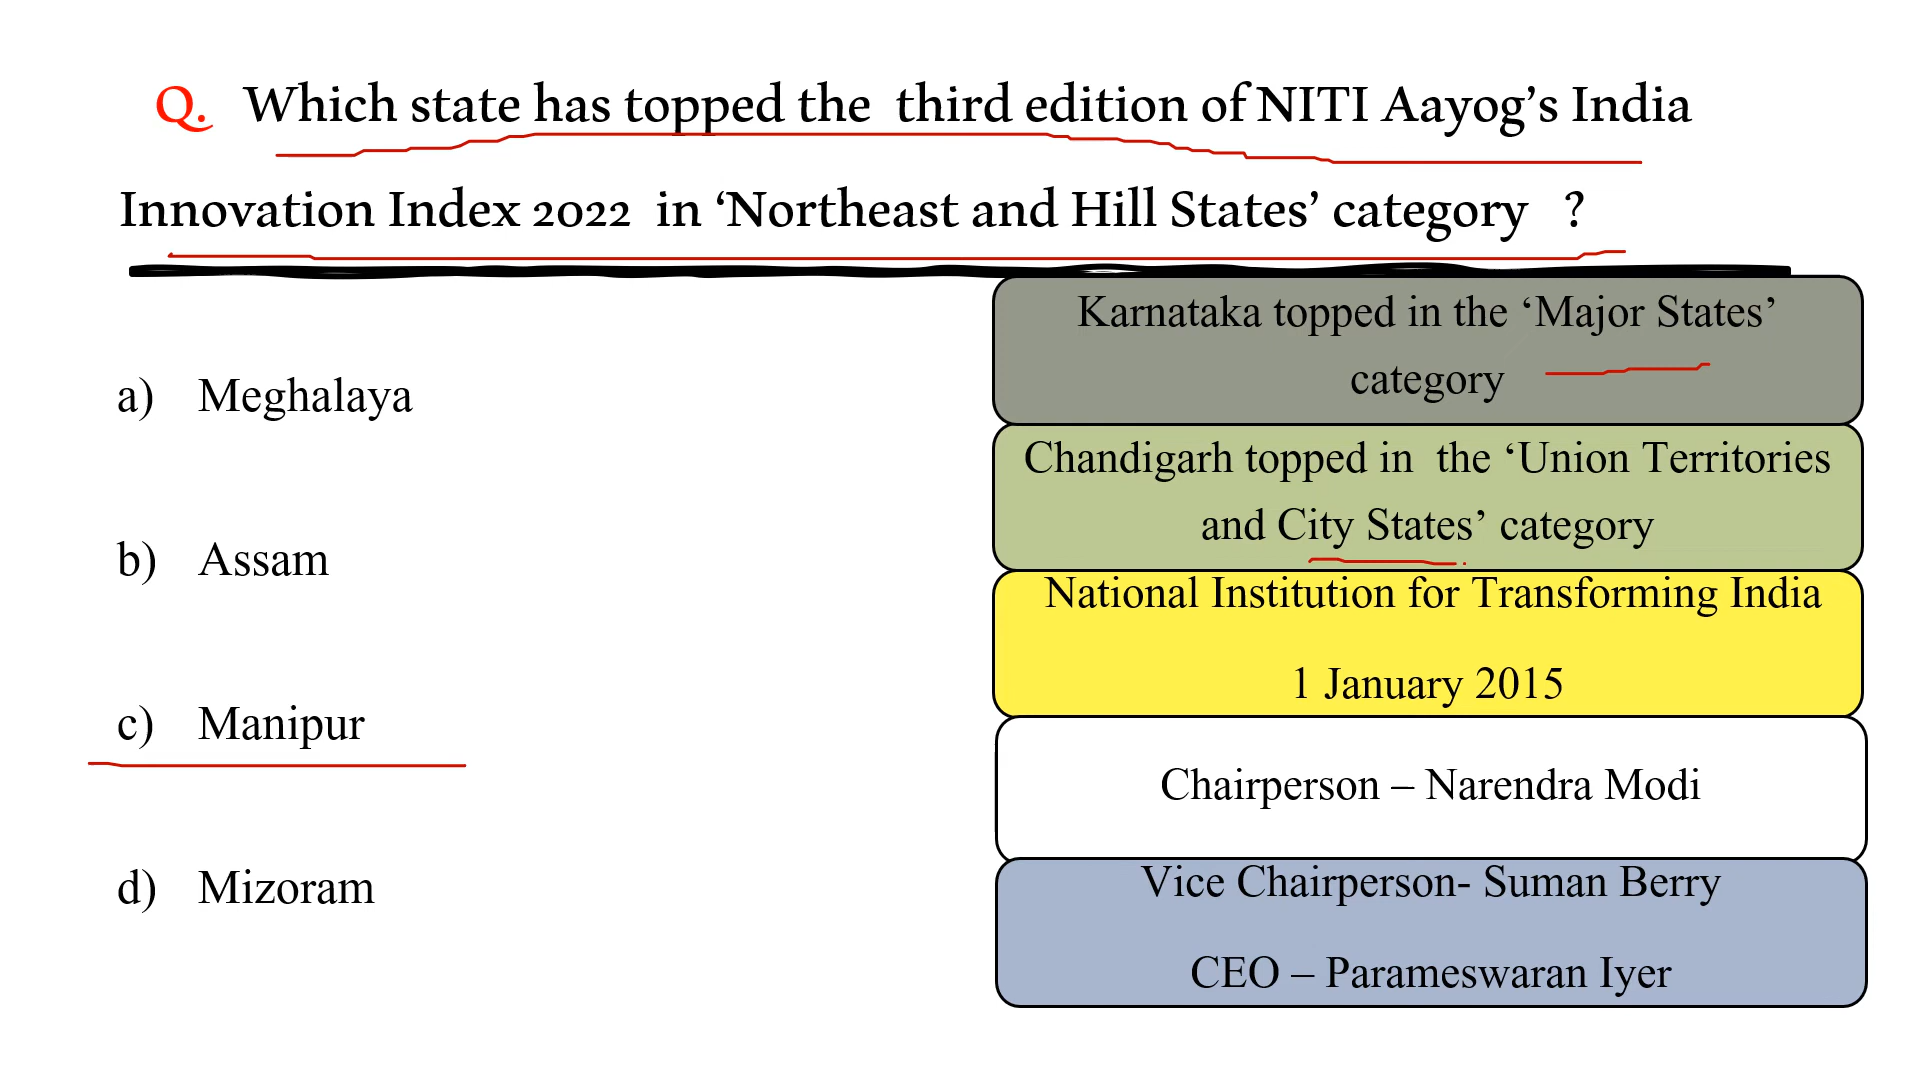 Q. Which state has topped the third edition of NITI Aayog’s India
Innovation Index 2022 in ‘Northeast and Hill States’ category ?
a) Meghalaya
b) Assam
c) Manipur
d) Mizoram
Karnataka topped in the ‘Major States’
category
Chandigarh topped in the ‘Union Territories
and City States’ category
National Institution for Transforming India
1 January 2015
Chairperson – Narendra Modi
Vice Chairperson- Suman Berry
CEO – Parameswaran Iyer